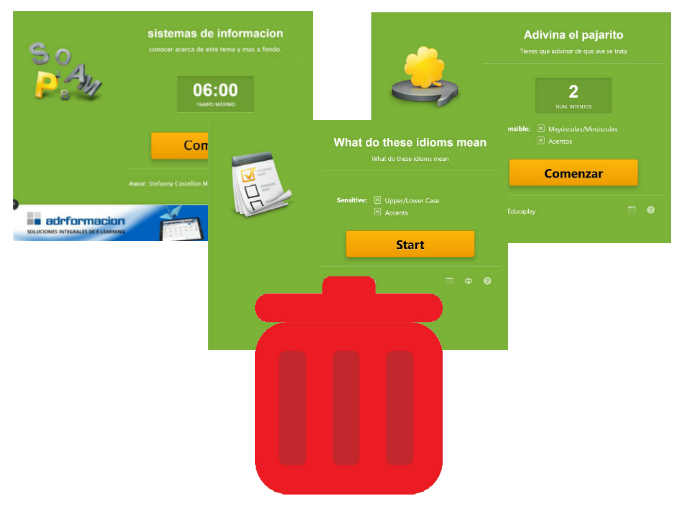 sistemas de informacion
conocer acerca de este tema y mas a fondo.
06:00
TIEMPO MÁXIMO
Com
Autor: Stefanny Castellon M
adrformacion
SOLUCIONES INTEGRALES DE E-LEARNING
Adivina el pajarito
Tienes que adivinar de que ave se trata
2
NUM. INTENTOS
nsible:
Mayúsculas/Minúsculas
Acentos
Comenzar
Educaplay
What do these idioms mean
What do these idioms mean
Sensitive: Upper/Lower Case
Accents
Start